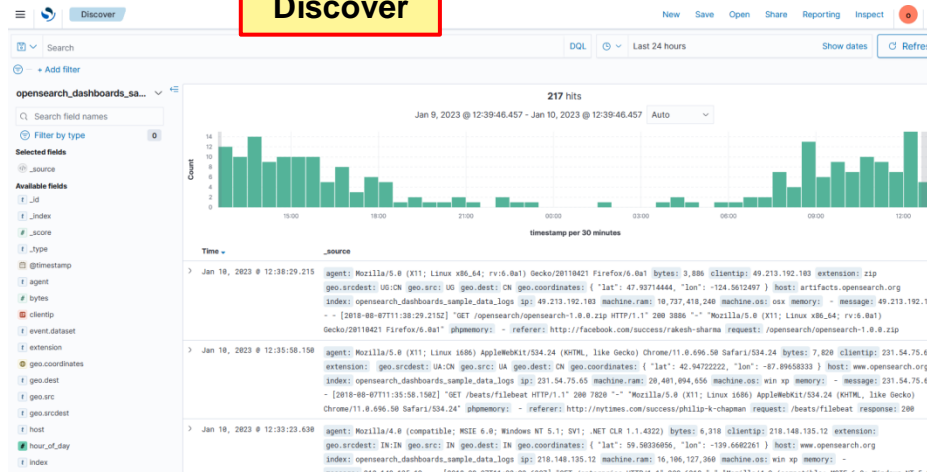 Discover
Discover
New Save Open Share Reporting Inspect o
Search DQL Last 24 hours Show dates Refres
+ Add filter
opensearch_dashboards_sa...
Search field names
Filter by type 0
Selected fields
_source
Available fields
t _id
t _index
# _score
t _type
@timestamp
t agent
# bytes
clientip
t event.dataset
t extension
geo.coordinates
t geo.dest
t geo.src
t geo.srcdest
t host
# hour_of_day
t index
217 hits
Jan 9, 2023 @ 12:39:46.457 - Jan 10, 2023 @ 12:39:46.457 Auto
Count
14
12
10
8
6
4
2
0
15:00 18:00 21:00 00:00 03:00 06:00 09:00 12:00
timestamp per 30 minutes
Time _source
Jan 10, 2023 @ 12:38:29.215 agent: Mozilla/5.0 (X11; Linux x86_64; rv:6.0a1) Gecko/20110421 Firefox/6.0a1 bytes: 3,886 clientip: 49.213.192.103 extension: zip
geo.srcdest: UG:CN geo.src: UG geo.dest: CN geo.coordinates: { "lat": 47.93714444, "lon": -124.5612497 } host: artifacts.opensearch.org
index: opensearch_dashboards_sample_data_logs ip: 49.213.192.103 machine.ram: 10,737,418,240 machine.os: osx memory: - message: 49.213.192.1
- - [2018-08-07T11:38:29.215Z] "GET /opensearch/opensearch-1.0.0.zip HTTP/1.1" 200 3886 "-" "Mozilla/5.0 (X11; Linux x86_64; rv:6.0a1)
Gecko/20110421 Firefox/6.0a1" phpmemory: - referer: http://facebook.com/success/rakesh-sharma request: /opensearch/opensearch-1.0.0.zip
Jan 10, 2023 @ 12:35:58.150 agent: Mozilla/5.0 (X11; Linux i686) AppleWebKit/534.24 (KHTML, like Gecko) Chrome/11.0.696.50 Safari/534.24 bytes: 7,820 clientip: 231.54.75.6
extension: geo.srcdest: UA:CN geo.src: UA geo.dest: CN geo.coordinates: { "lat": 42.94722222, "lon": -87.89658333 } host: www.opensearch.org
index: opensearch_dashboards_sample_data_logs ip: 231.54.75.65 machine.ram: 20,401,094,656 machine.os: win xp memory: - message: 231.54.75.6
- [2018-08-07T11:35:58.150Z] "GET /beats/filebeat HTTP/1.1" 200 7820 "-" "Mozilla/5.0 (X11; Linux i686) AppleWebKit/534.24 (KHTML, like Gecko)
Chrome/11.0.696.50 Safari/534.24" phpmemory: - referer: http://nytimes.com/success/philip-k-chapman request: /beats/filebeat response: 200
Jan 10, 2023 @ 12:33:23.630 agent: Mozilla/4.0 (compatible; MSIE 6.0; Windows NT 5.1; SV1; .NET CLR 1.1.4322) bytes: 6,318 clientip: 218.148.135.12 extension:
geo.srcdest: IN:IN geo.src: IN geo.dest: IN geo.coordinates: { "lat": 59.50336056, "lon": -139.6602261 } host: www.opensearch.org
index: opensearch_dashboards_sample_data_logs ip: 218.148.135.12 machine.ram: 16,106,127,360 machine.os: win xp memory: -